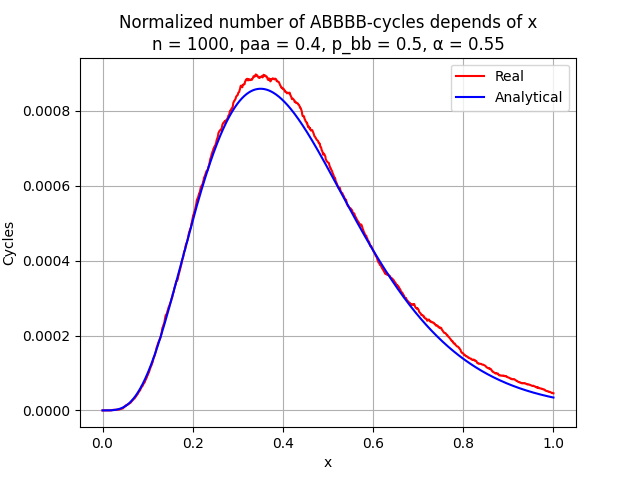 Normalized number of ABBBB-cycles depends of x
n = 1000, paa = 0.4, p_bb = 0.5, α = 0.55
Real
Analytical
Cycles
0.0008
0.0006
0.0004
0.0002
0.0000
0.0 0.2 0.4 0.6 0.8 1.0
x